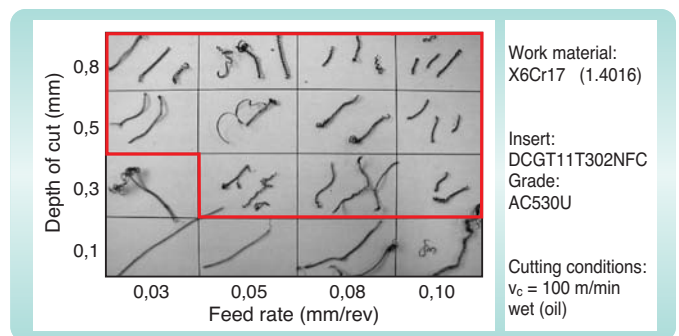 Depth of cut (mm)
0,8
0,5
0,3
0,1
0,03 0,05 0,08 0,10
Feed rate (mm/rev)
Work material:
X6Cr17 (1.4016)
Insert:
DCGT11T302NFC
Grade:
AC530U
Cutting conditions:
vc = 100 m/min
wet (oil)